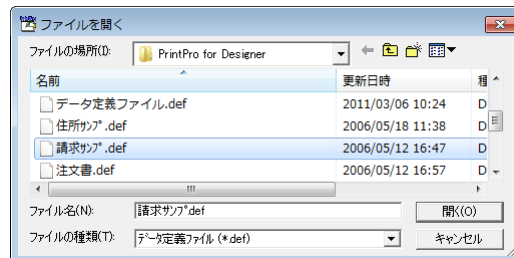 ファイルを開く
ファイルの場所(I): PrintPro for Designer
名前 更新日時 種
データ定義ファイル.def 2011/03/06 10:24 D
住所ｻﾝﾌﾟ.def 2006/05/18 11:38 D
請求ｻﾝﾌﾟ.def 2006/05/12 16:47 D
注文書.def 2006/05/12 16:57 D
ファイル名(N): 請求ｻﾝﾌﾟ.def 開く(O)
ファイルの種類(T): ﾃﾞｰﾀ定義ﾌｧｲﾙ (*.def) キャンセル